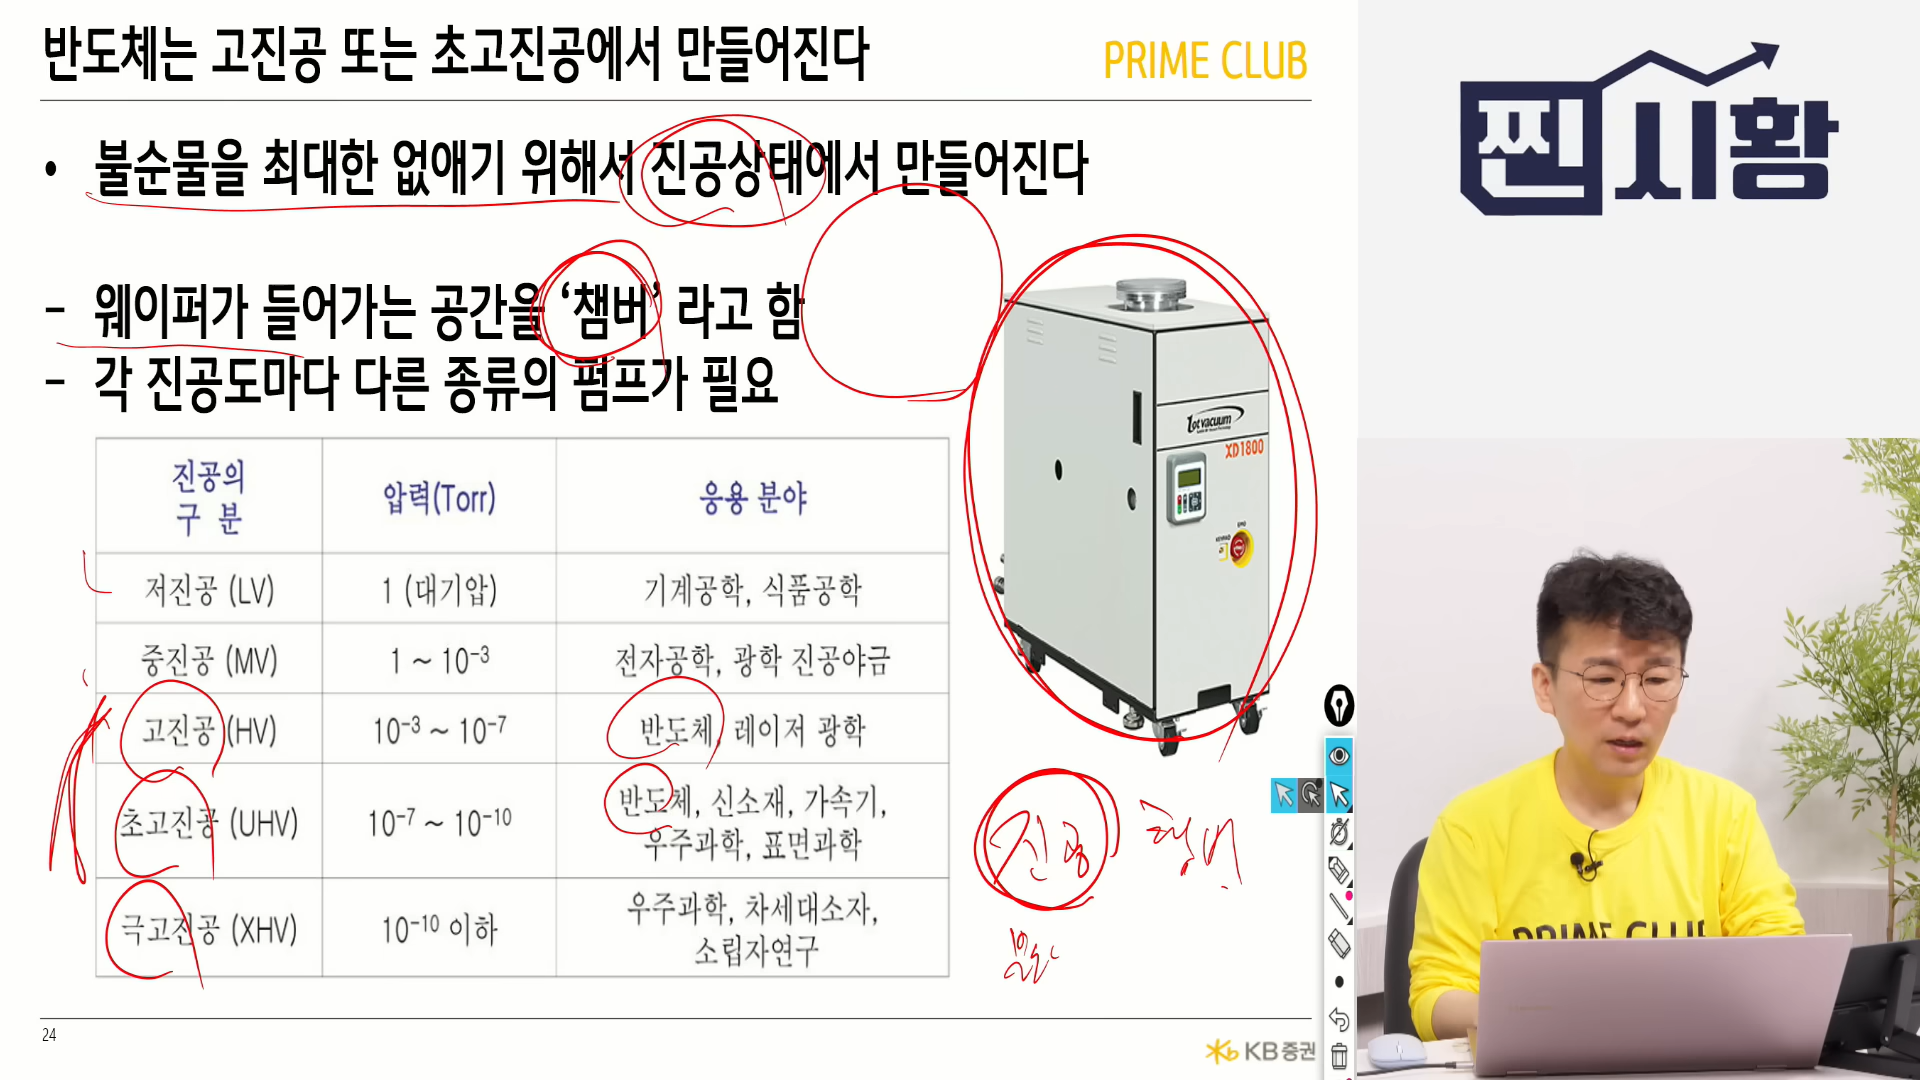 반도체는 고진공 또는 초고진공에서 만들어진다
PRIME CLUB
• 불순물을 최대한 없애기 위해서 진공상태에서 만들어진다
- 웨이퍼가 들어가는 공간을 ‘챔버’ 라고 함
- 각 진공도마다 다른 종류의 펌프가 필요
진공의 구 분 압력(Torr) 응용 분야
저진공 (LV) 1 (대기압) 기계공학, 식품공학
중진공 (MV) 1 ~ 10⁻³ 전자공학, 광학 진공야금
고진공 (HV) 10⁻³ ~ 10⁻⁷ 반도체, 레이저 광학
초고진공 (UHV) 10⁻⁷ ~ 10⁻¹⁰ 반도체, 신소재, 가속기,
우주과학, 표면과학
극고진공 (XHV) 10⁻¹⁰ 이하 우주과학, 차세대소자,
소립자연구
Lotvacuum
XD1800
EMO
진공 챔버
24
KB증권
찐시황
PRIME CLUB